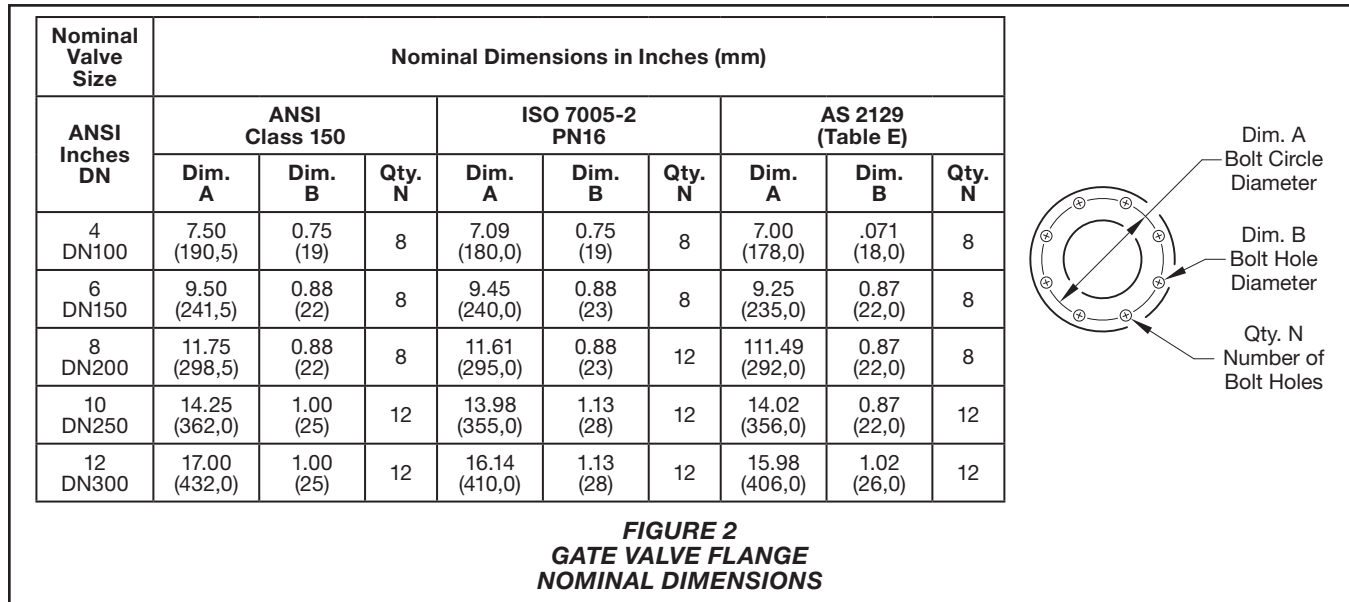 Nominal
Valve
Size
Nominal Dimensions in Inches (mm)
ANSI
Inches
DN
ANSI
Class 150
ISO 7005-2
PN16
AS 2129
(Table E)
Dim.
A
Dim.
B
Qty.
N
Dim.
A
Dim.
B
Qty.
N
Dim.
A
Dim.
B
Qty.
N
4
DN100
7.50
(190,5)
0.75
(19)
8
7.09
(180,0)
0.75
(19)
8
7.00
(178,0)
.071
(18,0)
8
6
DN150
9.50
(241,5)
0.88
(22)
8
9.45
(240,0)
0.88
(23)
8
9.25
(235,0)
0.87
(22,0)
8
8
DN200
11.75
(298,5)
0.88
(22)
8
11.61
(295,0)
0.88
(23)
12
111.49
(292,0)
0.87
(22,0)
8
10
DN250
14.25
(362,0)
1.00
(25)
12
13.98
(355,0)
1.13
(28)
12
14.02
(356,0)
0.87
(22,0)
12
12
DN300
17.00
(432,0)
1.00
(25)
12
16.14
(410,0)
1.13
(28)
12
15.98
(406,0)
1.02
(26,0)
12
Dim. A
Bolt Circle
Diameter
Dim. B
Bolt Hole
Diameter
Qty. N
Number of
Bolt Holes
FIGURE 2
GATE VALVE FLANGE
NOMINAL DIMENSIONS